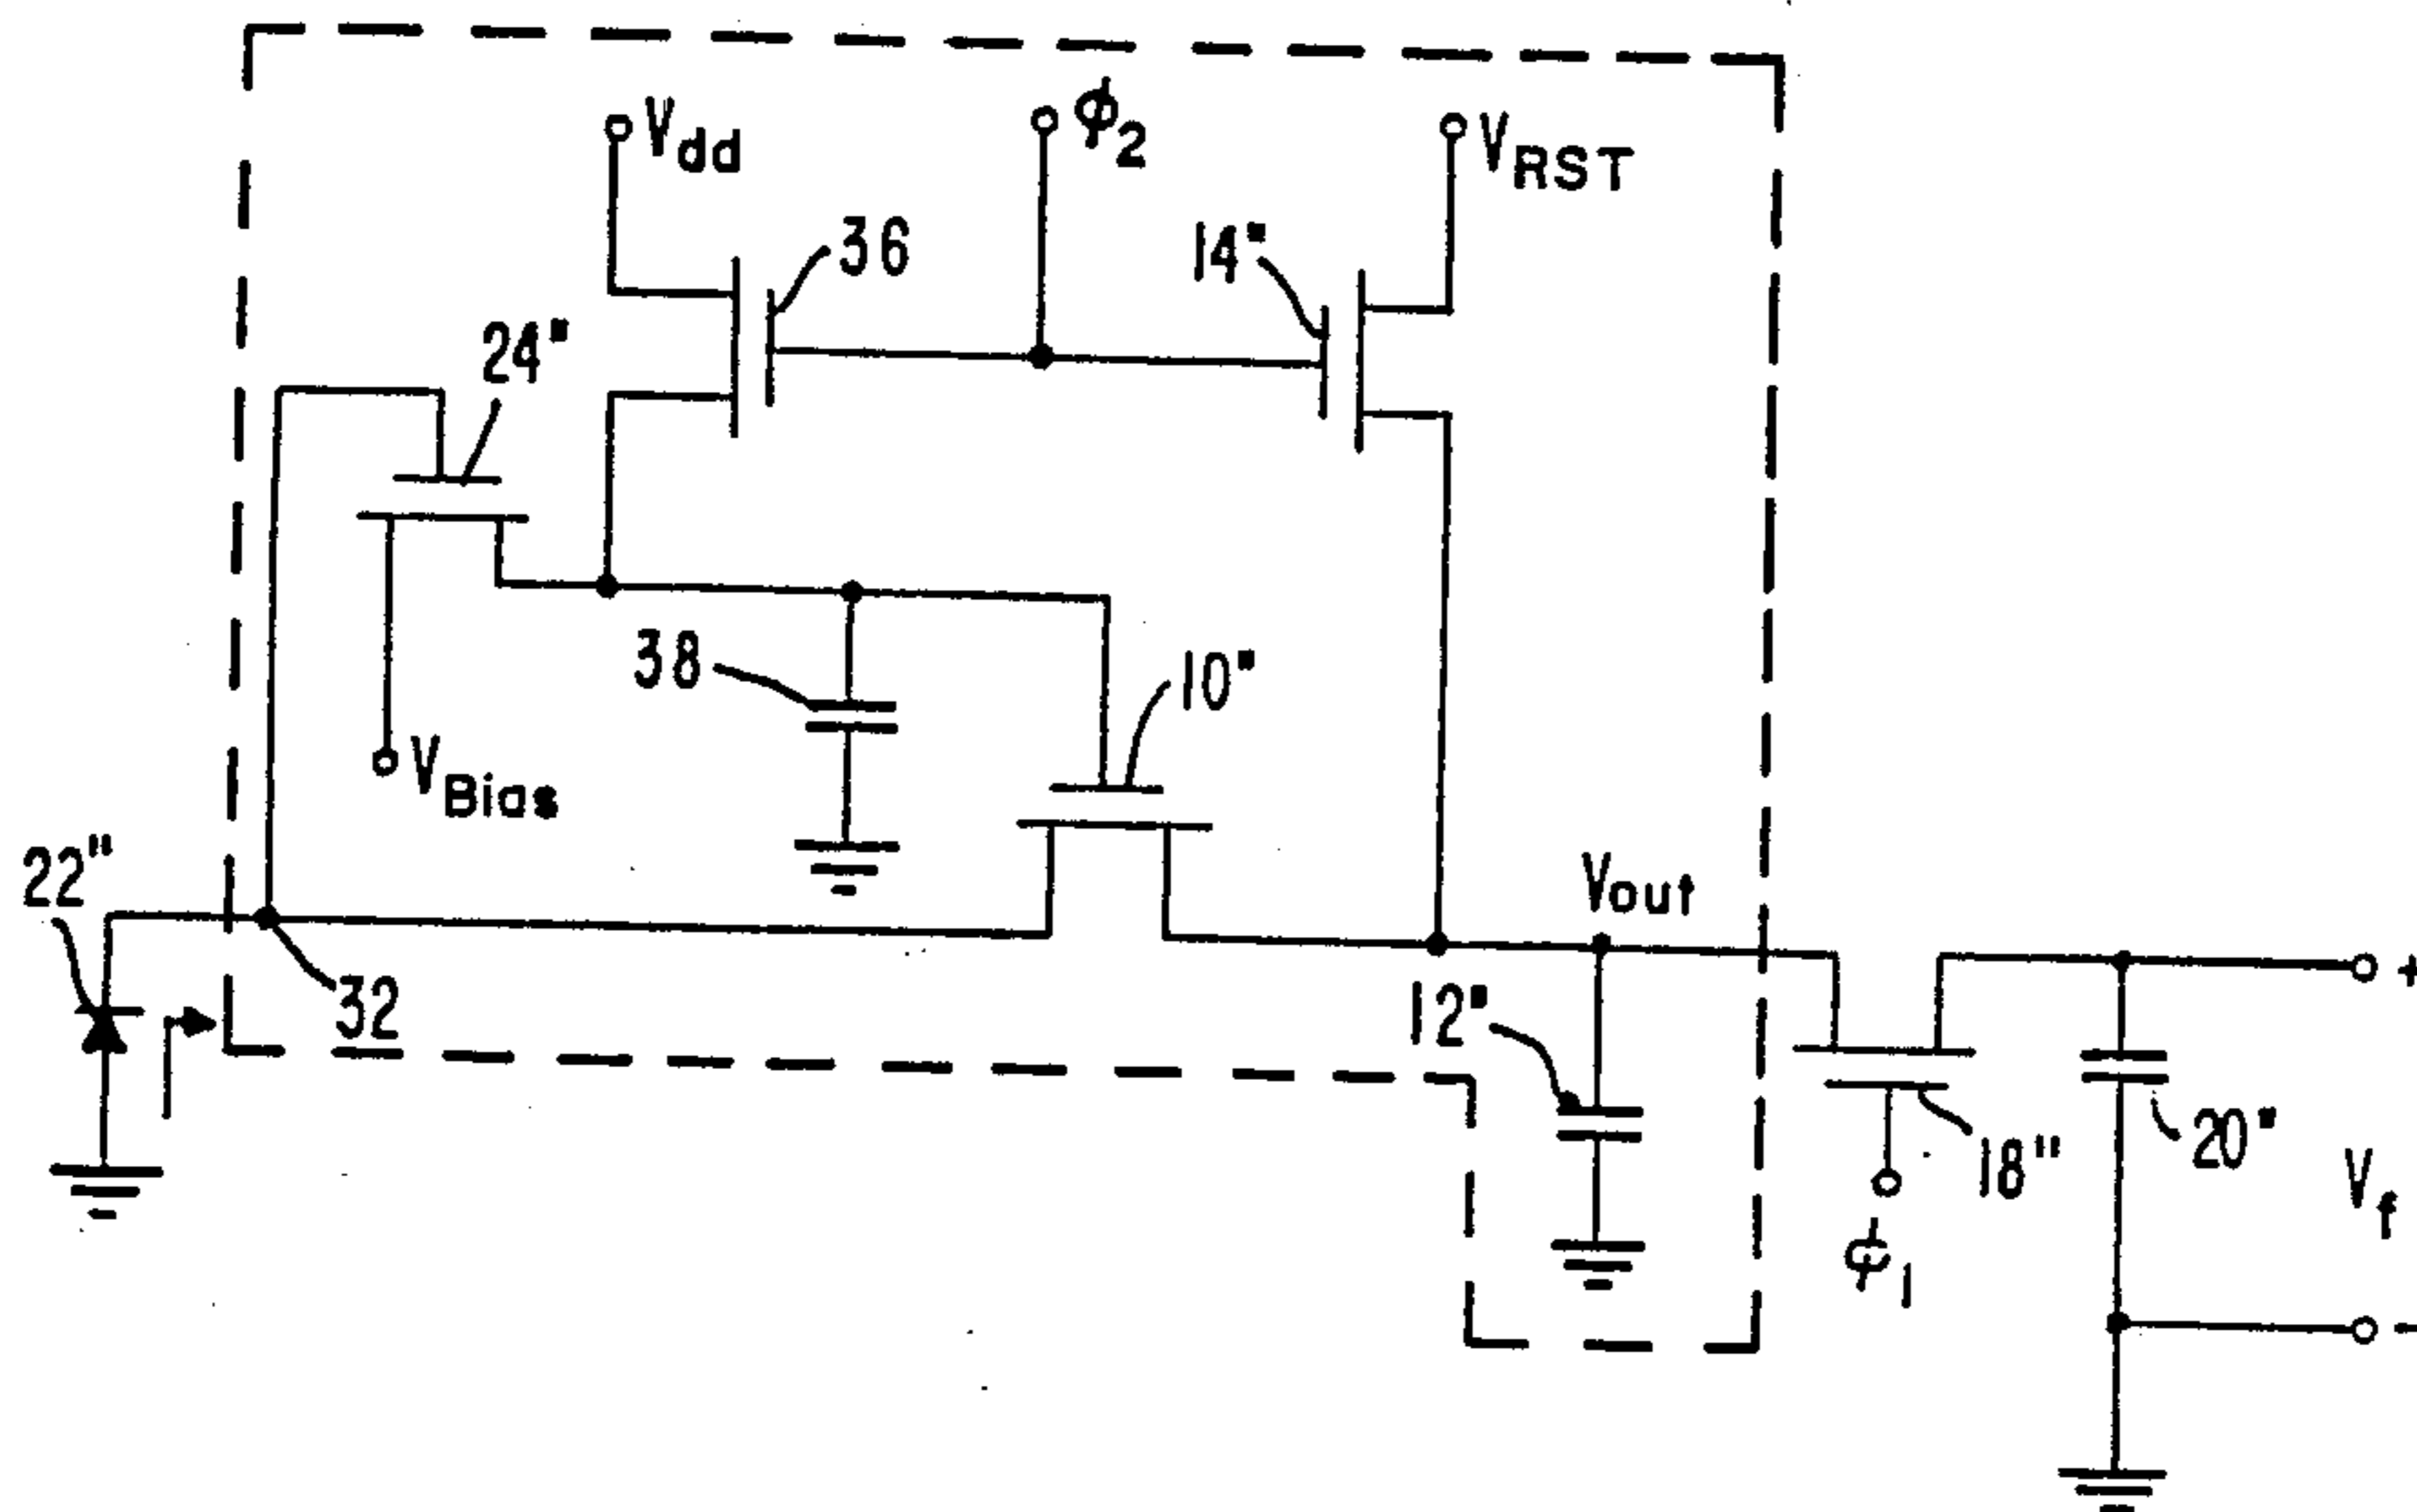 Vdd
ϕ2
VRST
36
14"
24"
38
10"
VBias
22"
Vout
32
12"
18"
20"
Vf
ϕ1
+
-